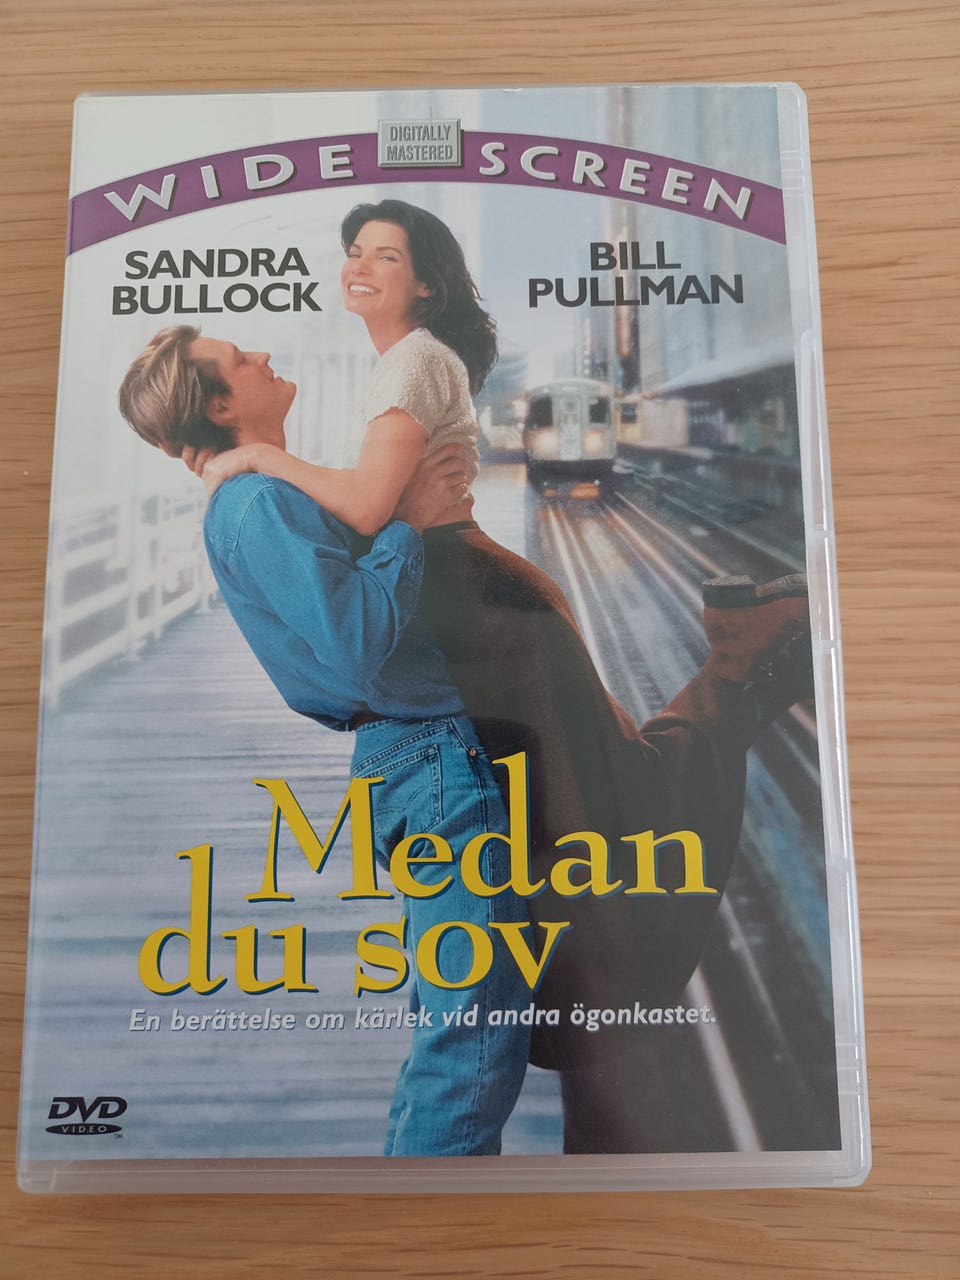 DIGITALLY
MASTERED
WIDE SCREEN
SANDRA
BULLOCK
BILL
PULLMAN
Medan
du sov
En berättelse om kärlek vid andra ögonkastet.
DVD
VIDEO
TM